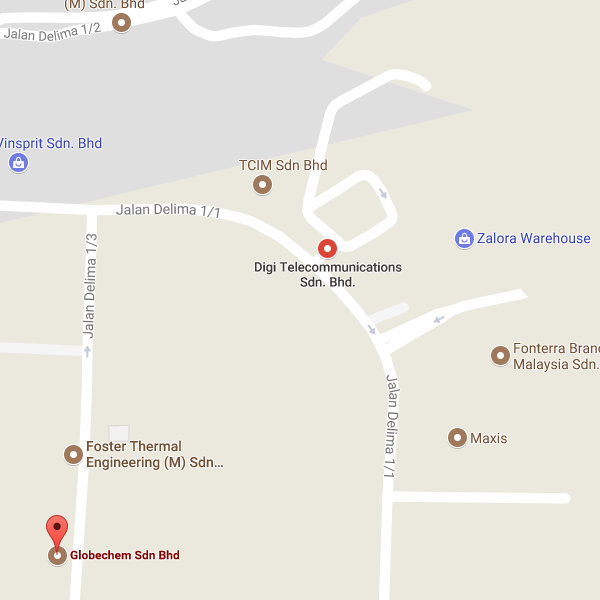 (M) Sdn. Bhd
Jalan Delima 1/2
Vinsprit Sdn. Bhd
TCIM Sdn Bhd
Jalan Delima 1/1
Zalora Warehouse
Jalan Delima 1/3
Digi Telecommunications
Sdn. Bhd.
Fonterra Bran
Malaysia Sdn.
Jalan Delima 1/1
Maxis
Foster Thermal
Engineering (M) Sdn...
Globechem Sdn Bhd